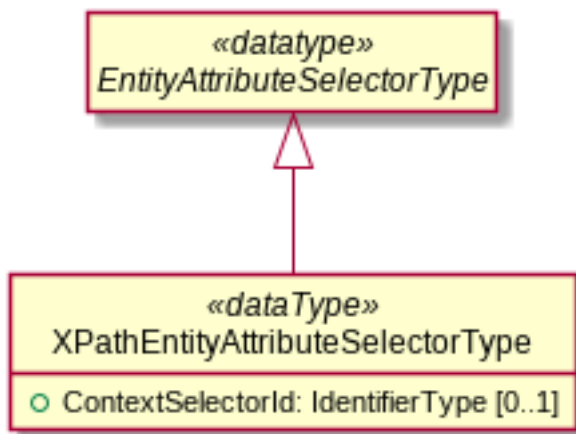 «datatype»
EntityAttributeSelectorType
«dataType»
XPathEntityAttributeSelectorType
ContextSelectorId: IdentifierType [0..1]